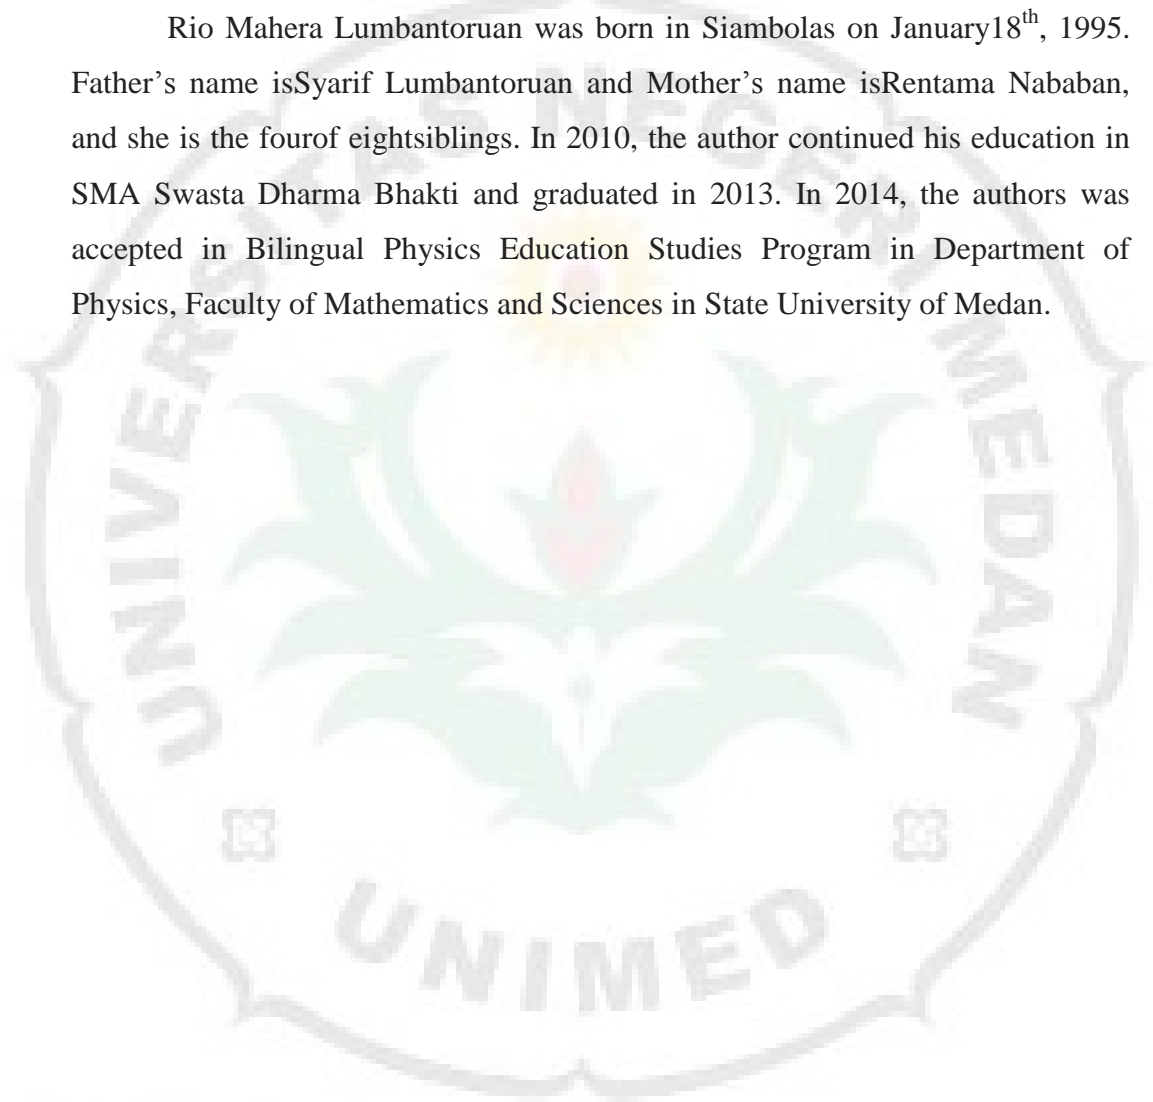 Rio Mahera Lumbantoruan was born in Siambolas on January18th, 1995.
Father's name isSyarif Lumbantoruan and Mother's name isRentama Nababan,
and she is the fourof eightsiblings. In 2010, the author continued his education in
SMA Swasta Dharma Bhakti and graduated in 2013. In 2014, the authors was
accepted in Bilingual Physics Education Studies Program in Department of
Physics, Faculty of Mathematics and Sciences in State University of Medan.
UNIVERSITAS NEGERI MEDAN
UNIMED